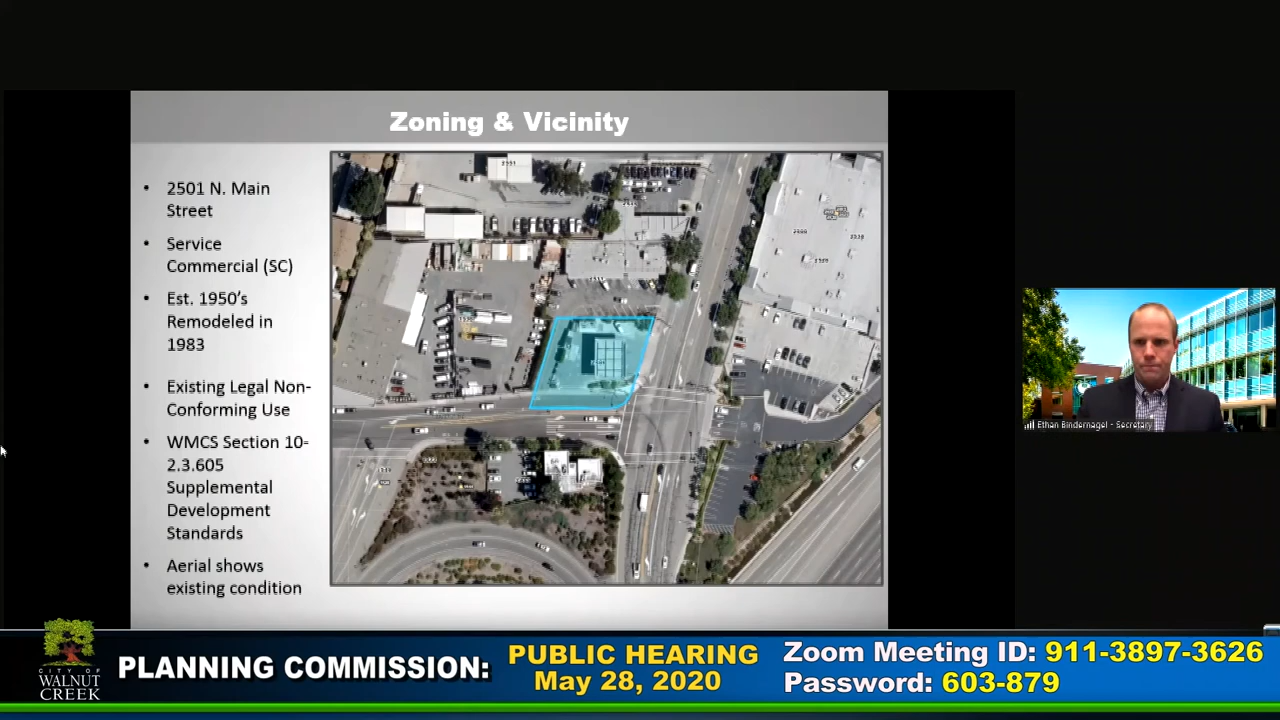 Zoning & Vicinity
• 2501 N. Main
Street
• Service
Commercial (SC)
• Est. 1950's
Remodeled in
1983
• Existing Legal Non-
Conforming Use
• WMCS Section 10-
2.3.605
Supplemental
Development
Standards
• Aerial shows
existing condition
Ethan Bindernagel - Secretary
CITY OF
WALNUT
CREEK
PLANNING COMMISSION:
PUBLIC HEARING
May 28, 2020
Zoom Meeting ID: 911-3897-3626
Password: 603-879